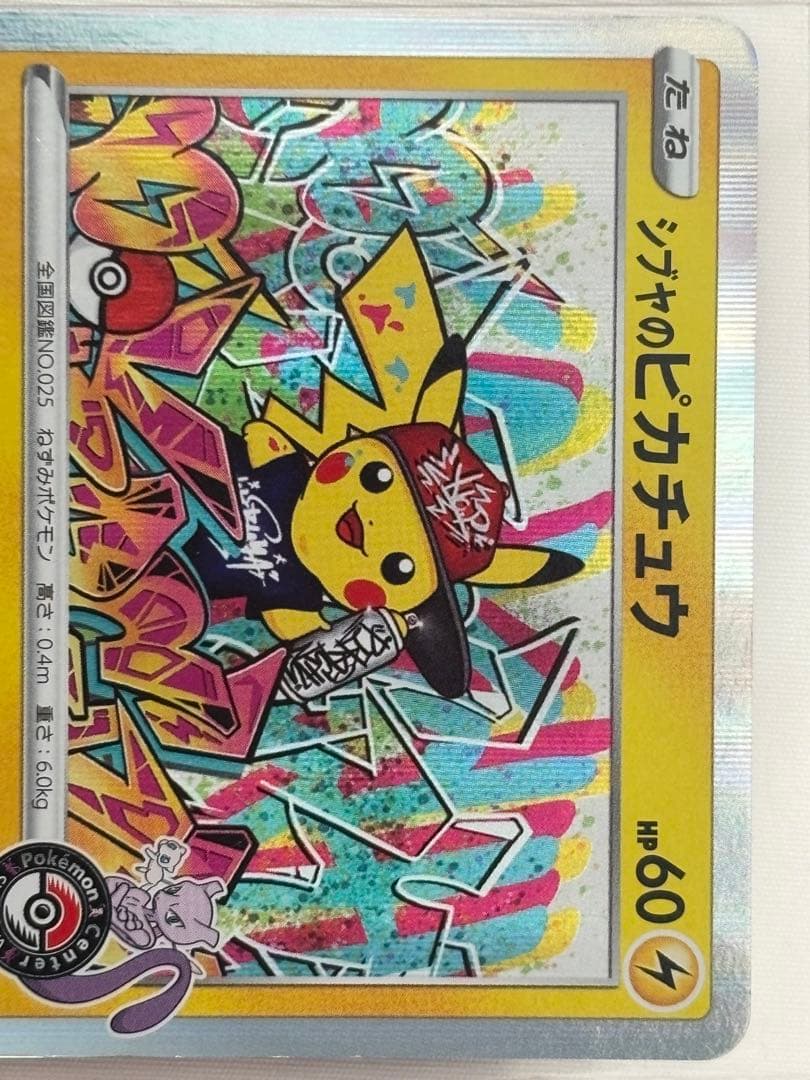 たね
シブヤのピカチュウ
HP60
全国図鑑NO.025 ねずみポケモン 高さ:0.4m 重さ:6.0kg
Pokémon Center